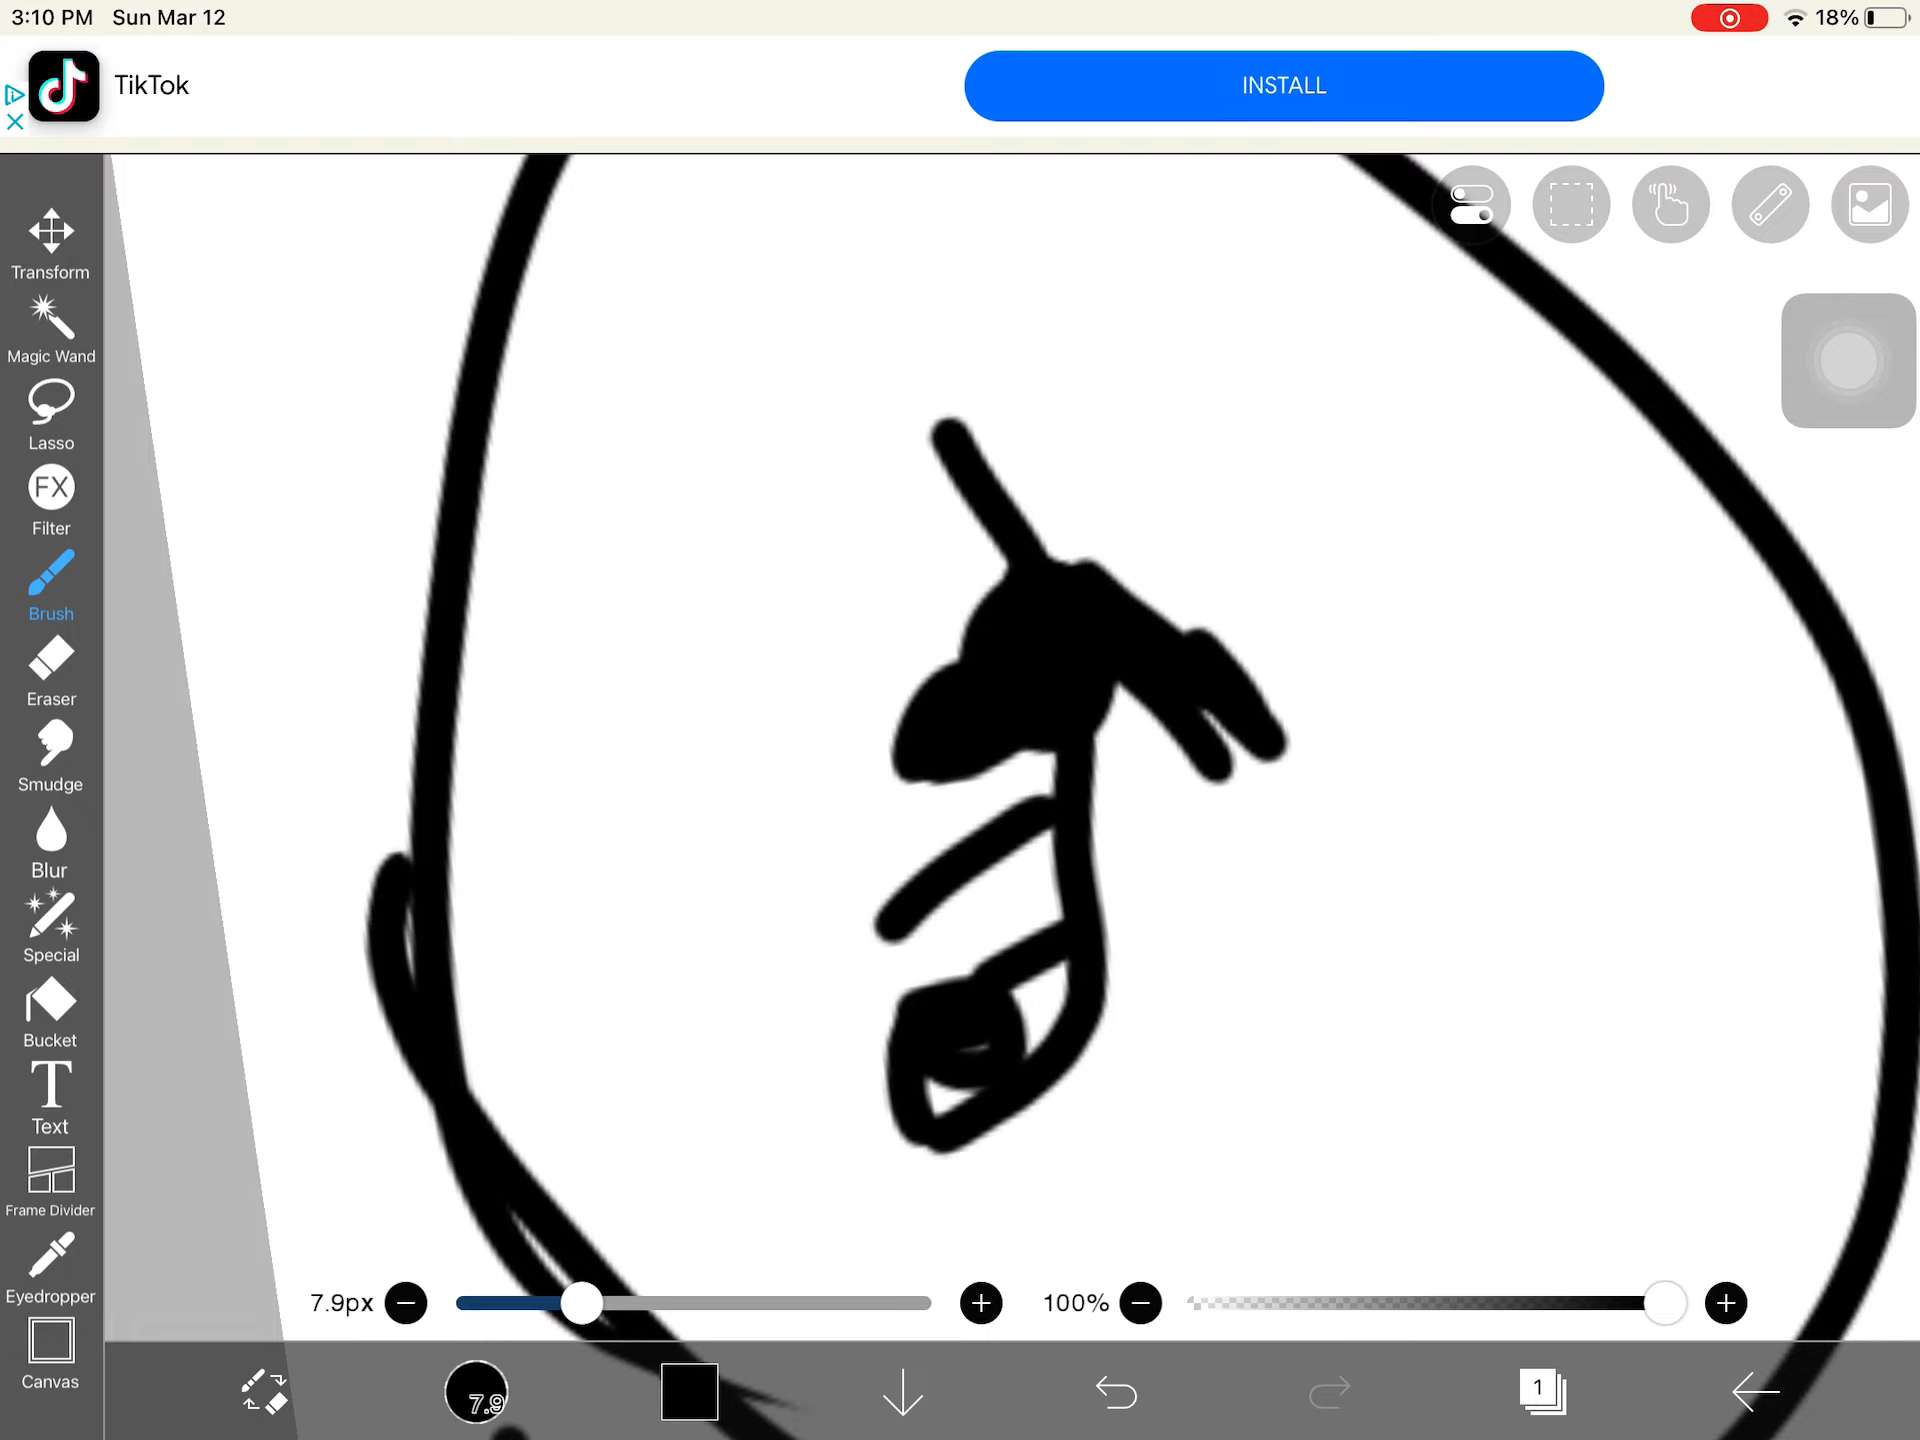 3:10 PM Sun Mar 12
18%
TikTok
INSTALL
Transform
Magic Wand
Lasso
FX
Filter
Brush
Eraser
Smudge
Blur
Special
Bucket
T
Text
Frame Divider
Eyedropper
Canvas
7.9px
100%
7.9
1